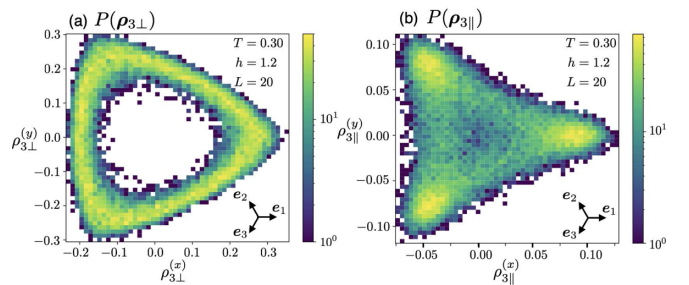 (a) P(ρ3⊥)
0.3
0.2
0.1
0.0
−0.1
−0.2
−0.3
ρ3⊥(y)
T = 0.30
h = 1.2
L = 20
e2
e1
e3
−0.2 −0.1 0.0 0.1 0.2 0.3
ρ3⊥(x)
10^1
10^0
(b) P(ρ3∥)
0.10
0.05
0.00
−0.05
−0.10
ρ3∥(y)
T = 0.30
h = 1.2
L = 20
e2
e1
e3
−0.05 0.00 0.05 0.10
ρ3∥(x)
10^1
10^0